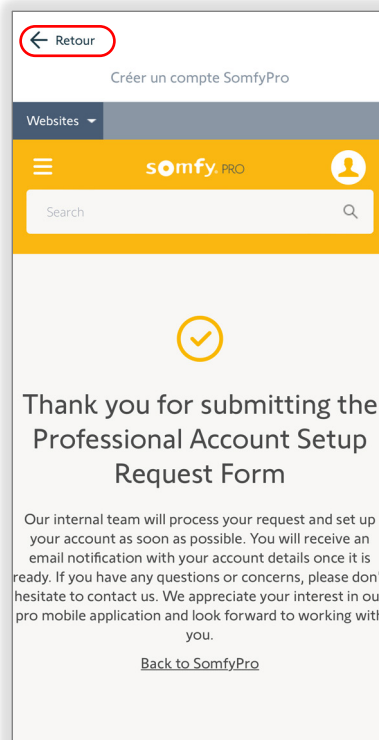 Retour
Créer un compte SomfyPro
Websites
somfy. PRO
Search
Thank you for submitting the
Professional Account Setup
Request Form
Our internal team will process your request and set up
your account as soon as possible. You will receive an
email notification with your account details once it is
ready. If you have any questions or concerns, please don'
hesitate to contact us. We appreciate your interest in ou
pro mobile application and look forward to working with
you.
Back to SomfyPro